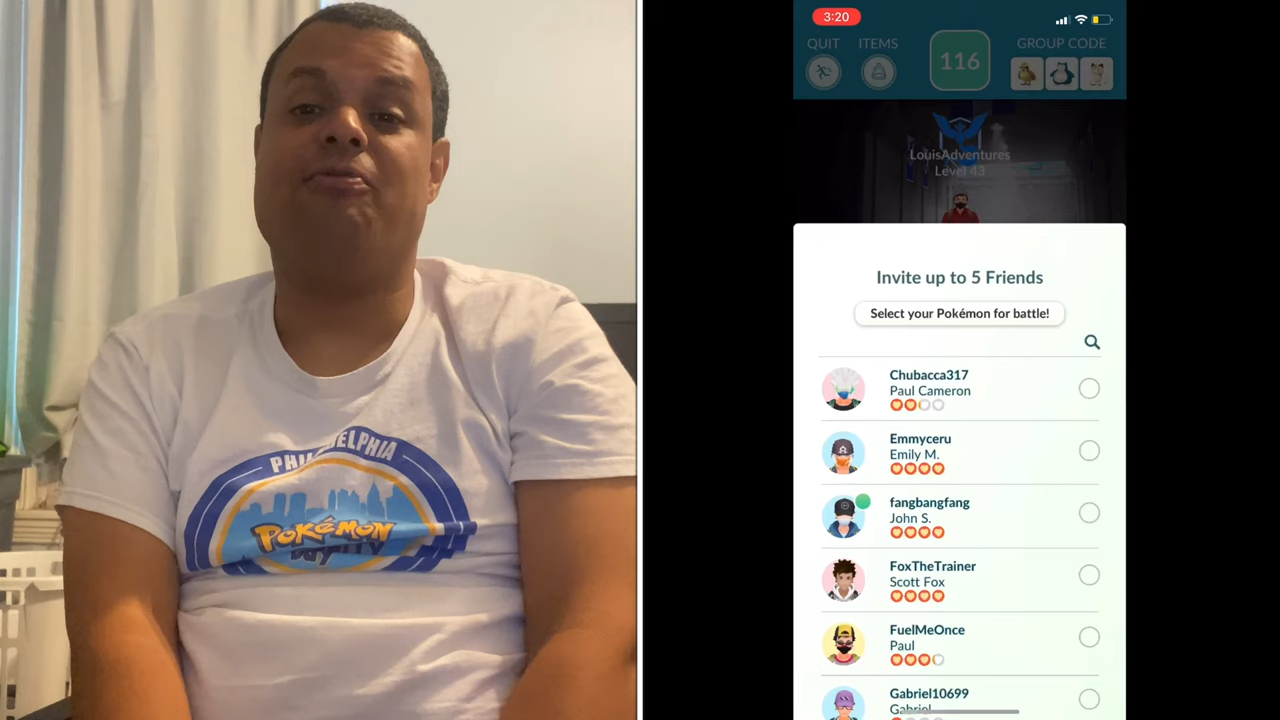 PHILADELPHIA
POKÉMON
3:20
QUIT ITEMS
116
GROUP CODE
LouisAdventures
Level 43
Invite up to 5 Friends
Select your Pokémon for battle!
Chubacca317
Paul Cameron
Emmyceru
Emily M.
fangbangfang
John S.
FoxTheTrainer
Scott Fox
FuelMeOnce
Paul
Gabriel10699
Gabriel